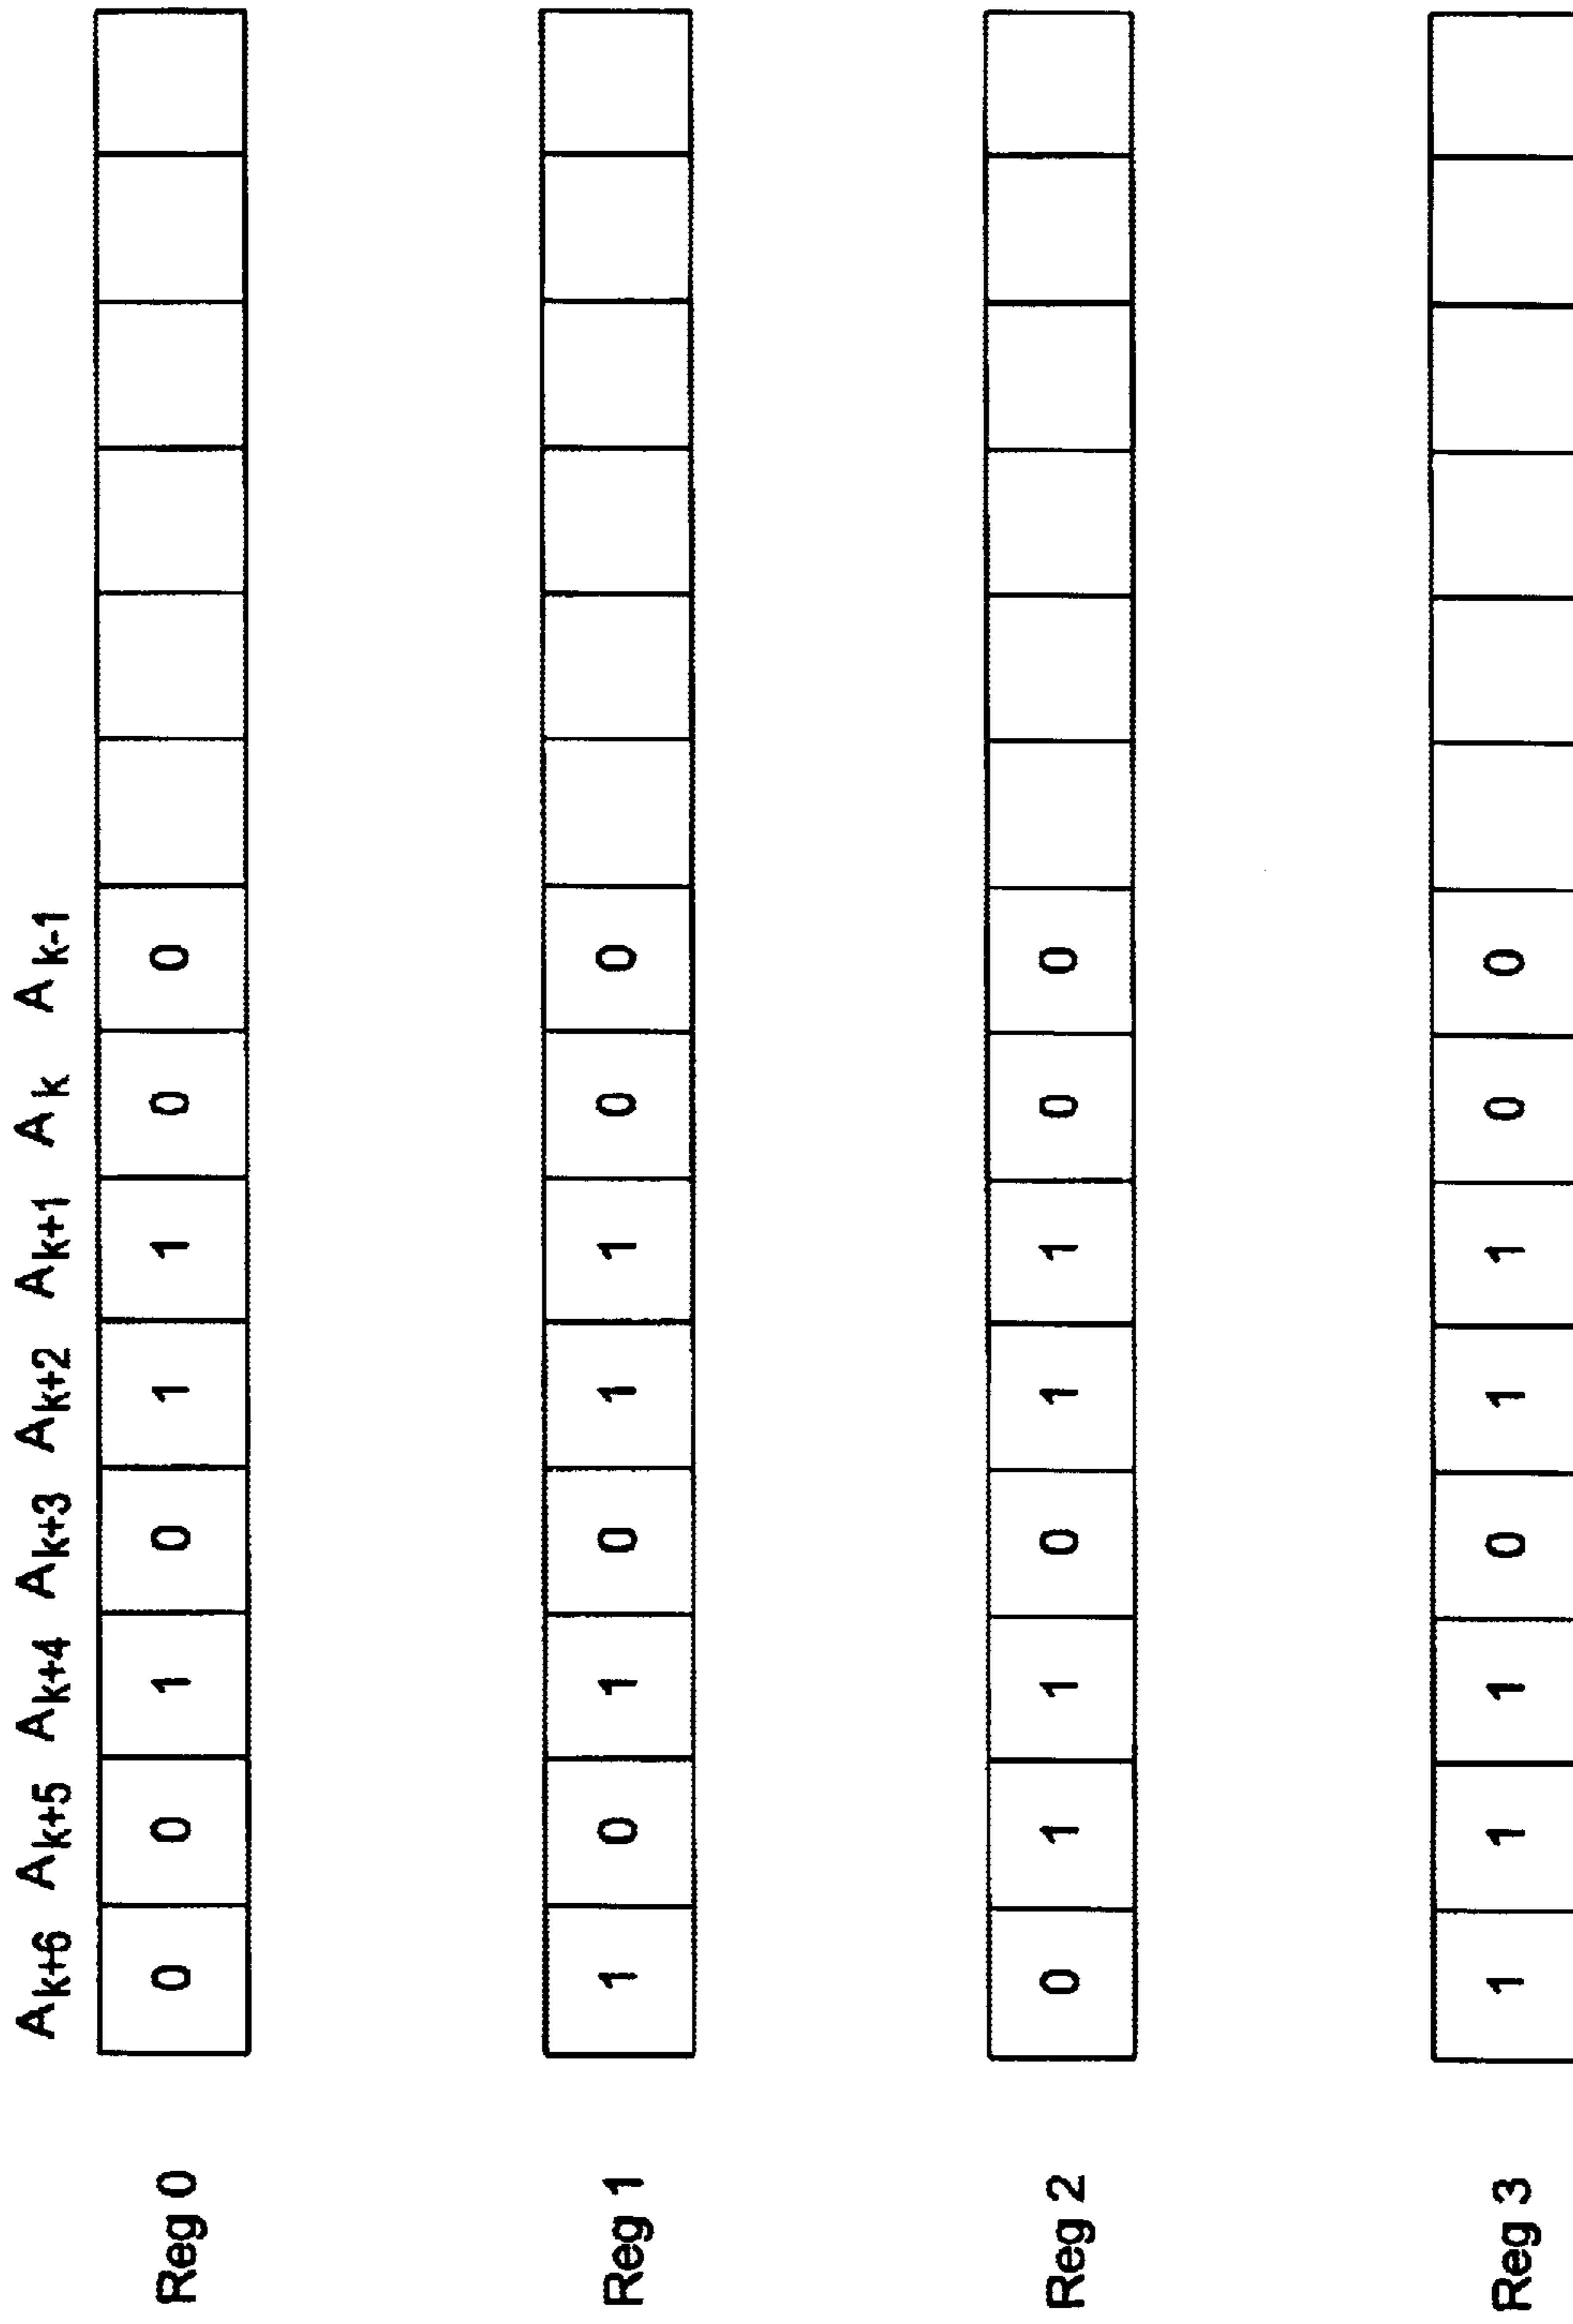 A k+6 A k+5 A k+4 A k+3 A k+2 A k+1 A k A k-1
Reg 0 0 0 1 0 1 1 0 0
Reg 1 1 0 1 0 1 1 0 0
Reg 2 0 1 1 0 1 1 0 0
Reg 3 1 1 1 0 1 1 0 0